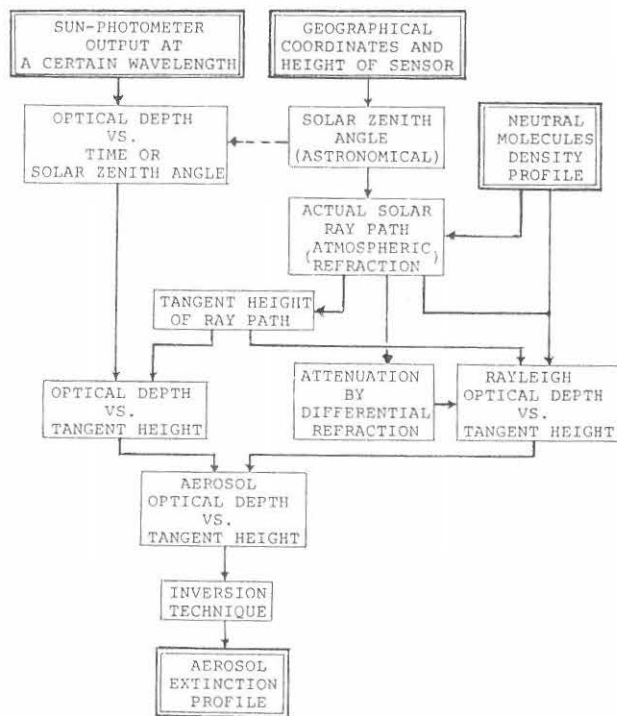 SUN-PHOTOMETER
OUTPUT AT
A CERTAIN WAVELENGTH
GEOGRAPHICAL
COORDINATES AND
HEIGHT OF SENSOR
OPTICAL DEPTH
VS.
TIME OR
SOLAR ZENITH ANGLE
SOLAR ZENITH
ANGLE
(ASTRONOMICAL)
NEUTRAL
MOLECULES
DENSITY
PROFILE
ACTUAL SOLAR
RAY PATH
(ATMOSPHERIC
REFRACTION)
TANGENT HEIGHT
OF RAY PATH
OPTICAL DEPTH
VS.
TANGENT HEIGHT
ATTENUATION
BY
DIFFERENTIAL
REFRACTION
RAYLEIGH
OPTICAL DEPTH
VS.
TANGENT HEIGHT
AEROSOL
OPTICAL DEPTH
VS.
TANGENT HEIGHT
INVERSION
TECHNIQUE
AEROSOL
EXTINCTION
PROFILE